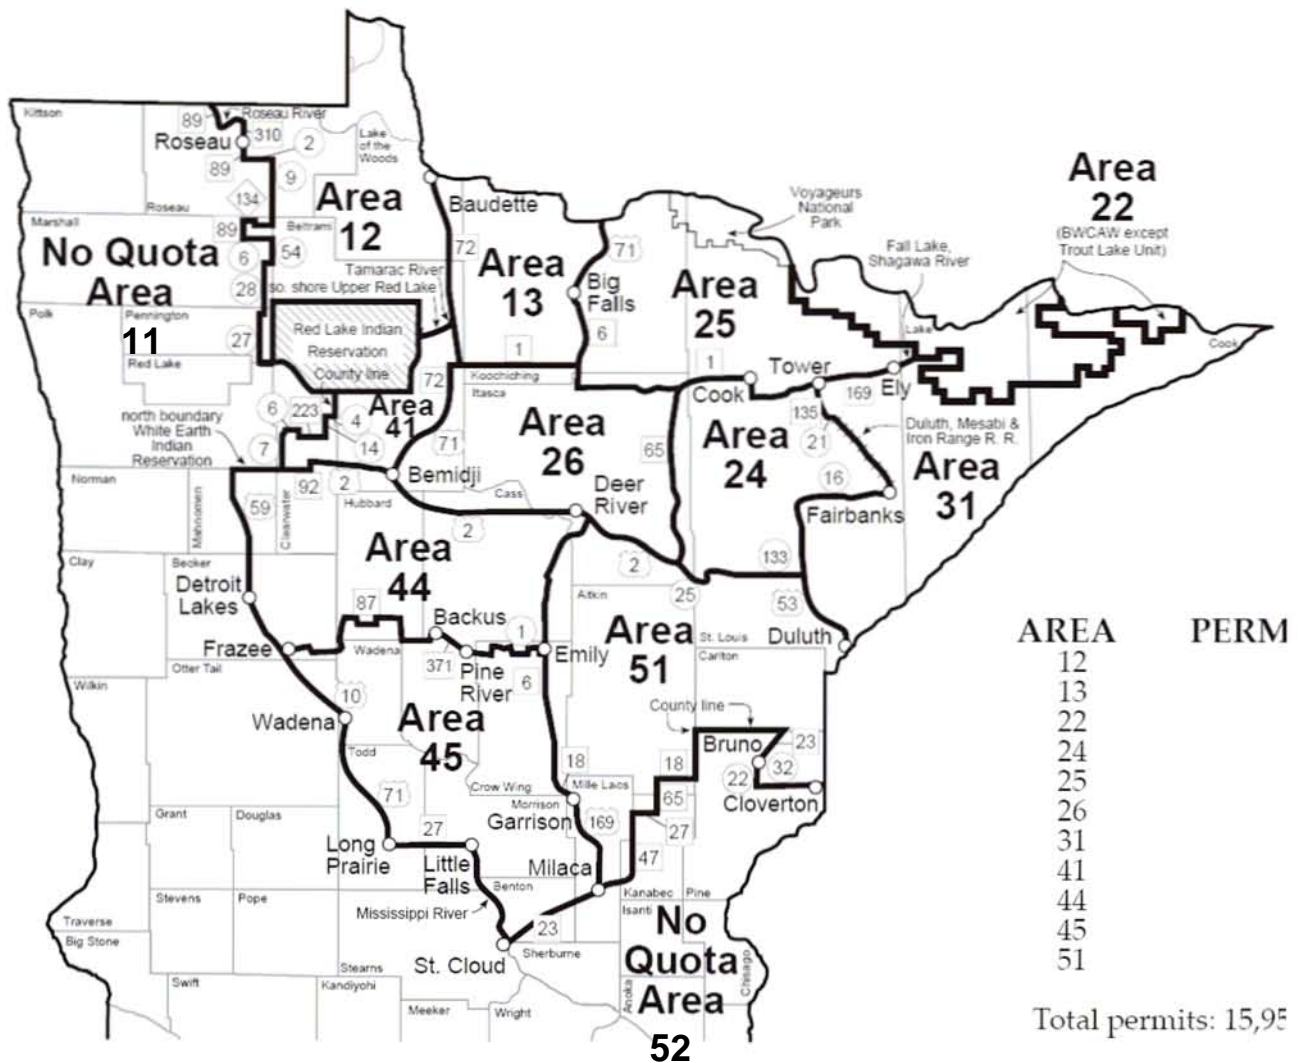 Kittson
89
Roseau River
Roseau
310
2
Lake
of the
Woods
89
9
134
Roseau
Area
12
Baudette
Marshall
89
Beltrami
No Quota
Area
11
6
54
28
Tamarac River
so. shore Upper Red Lake
72
Area
13
71
Big
Falls
6
1
Voyageurs
National
Park
Area
25
Fall Lake,
Shagawa River
Area
22
(BWCAW except
Trout Lake Unit)
Lake
Cook
Polk
Pennington
27
Red Lake
Red Lake Indian
Reservation
County line
72
Koochiching
Itasca
1
Cook
Tower
169
Ely
135
21
Duluth, Mesabi &
Iron Range R. R.
6
223
4
Area
41
14
7
north boundary
White Earth
Indian
Reservation
71
Area
26
65
Area
24
16
Fairbanks
Area
31
Norman
Mahnomen
59
Clearwater
92
2
Bemidji
Hubbard
Cass
Deer
River
2
Area
44
2
25
133
53
Clay
Becker
Detroit
Lakes
87
Backus
1
Aitkin
Area
51
St. Louis
Duluth
Carlton
Frazee
Wadena
371
Pine
River
6
Emily
Otter Tail
Wilkin
10
Wadena
Area
45
County line
Bruno
23
18
22
32
Cloverton
Todd
71
Crow Wing
18
Mille Lacs
65
Morrison
Garrison
169
27
Grant
Douglas
27
Long
Prairie
Little
Falls
Milaca
47
Benton
Kanabec
Pine
Stevens
Pope
Mississippi River
Isanti
No
Quota
Area
52
Traverse
Big Stone
23
St. Cloud
Sherburne
Stearns
Chisago
Anoka
Swift
Kandiyohi
Meeker
Wright
AREA PERM
12
13
22
24
25
26
31
41
44
45
51
Total permits: 15,95